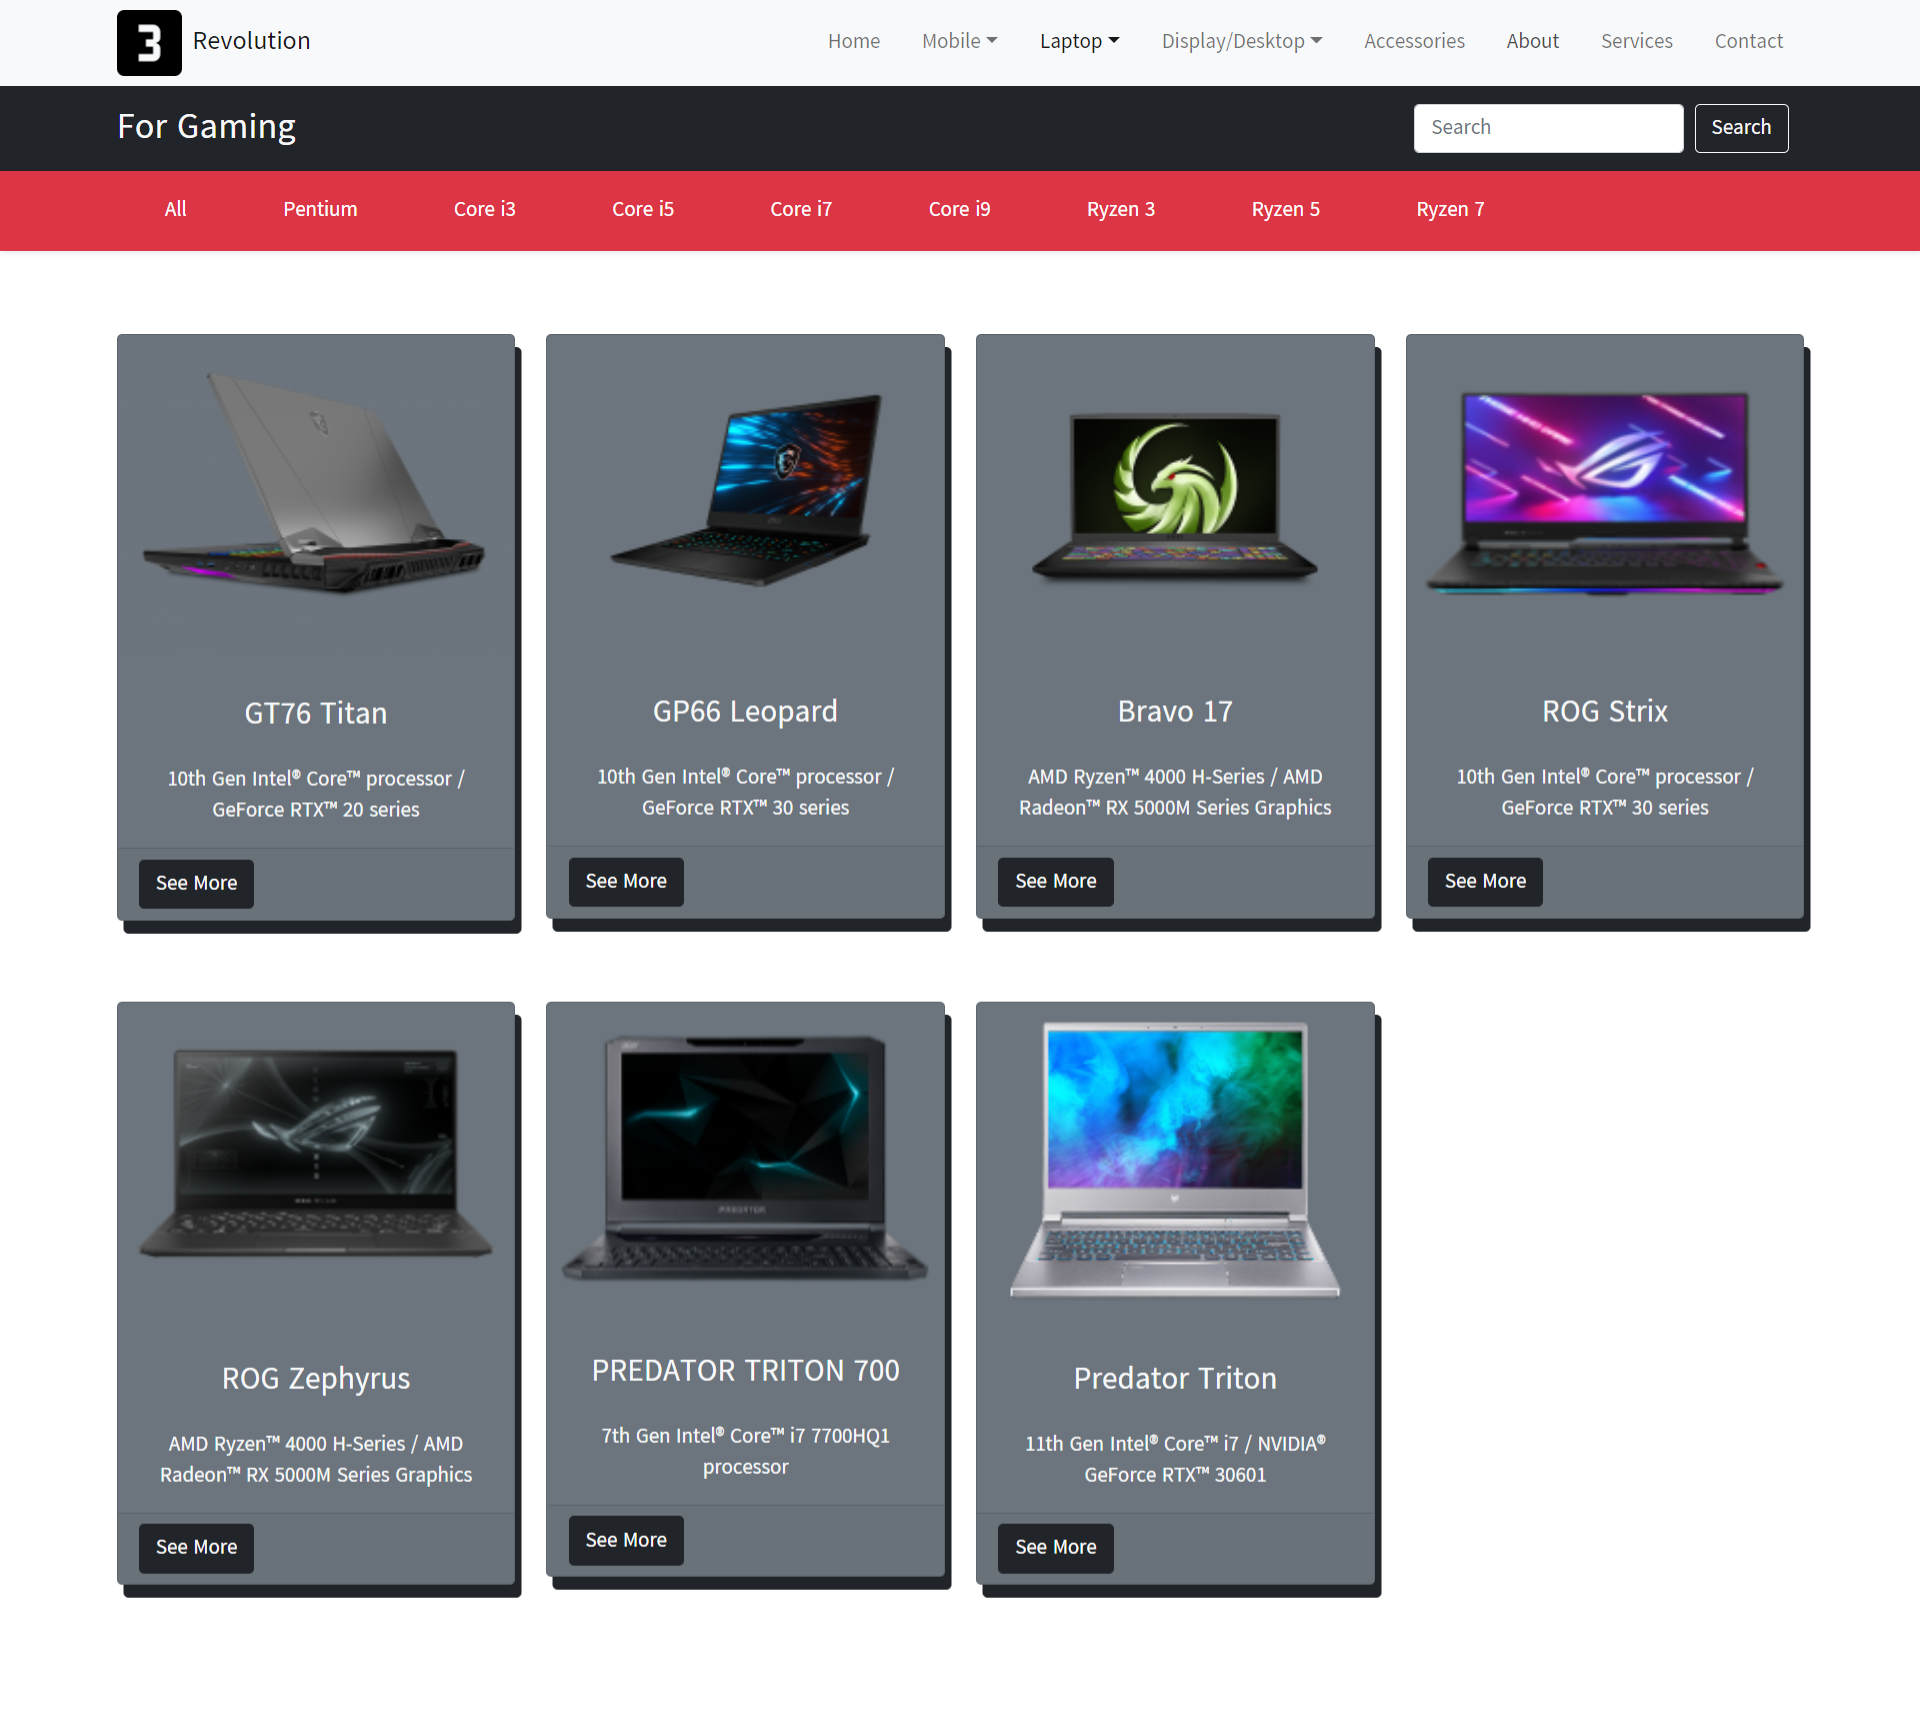 3 Revolution Home Mobile Laptop Display/Desktop Accessories About Services Contact
For Gaming Search Search
All Pentium Core i3 Core i5 Core i7 Core i9 Ryzen 3 Ryzen 5 Ryzen 7
GT76 Titan
10th Gen Intel® Core™ processor /
GeForce RTX™ 20 series
See More
GP66 Leopard
10th Gen Intel® Core™ processor /
GeForce RTX™ 30 series
See More
Bravo 17
AMD Ryzen™ 4000 H-Series / AMD
Radeon™ RX 5000M Series Graphics
See More
ROG Strix
10th Gen Intel® Core™ processor /
GeForce RTX™ 30 series
See More
ROG Zephyrus
AMD Ryzen™ 4000 H-Series / AMD
Radeon™ RX 5000M Series Graphics
See More
acer
PREDATOR
PREDATOR TRITON 700
7th Gen Intel® Core™ i7 7700HQ1
processor
See More
Predator Triton
11th Gen Intel® Core™ i7 / NVIDIA®
GeForce RTX™ 30601
See More